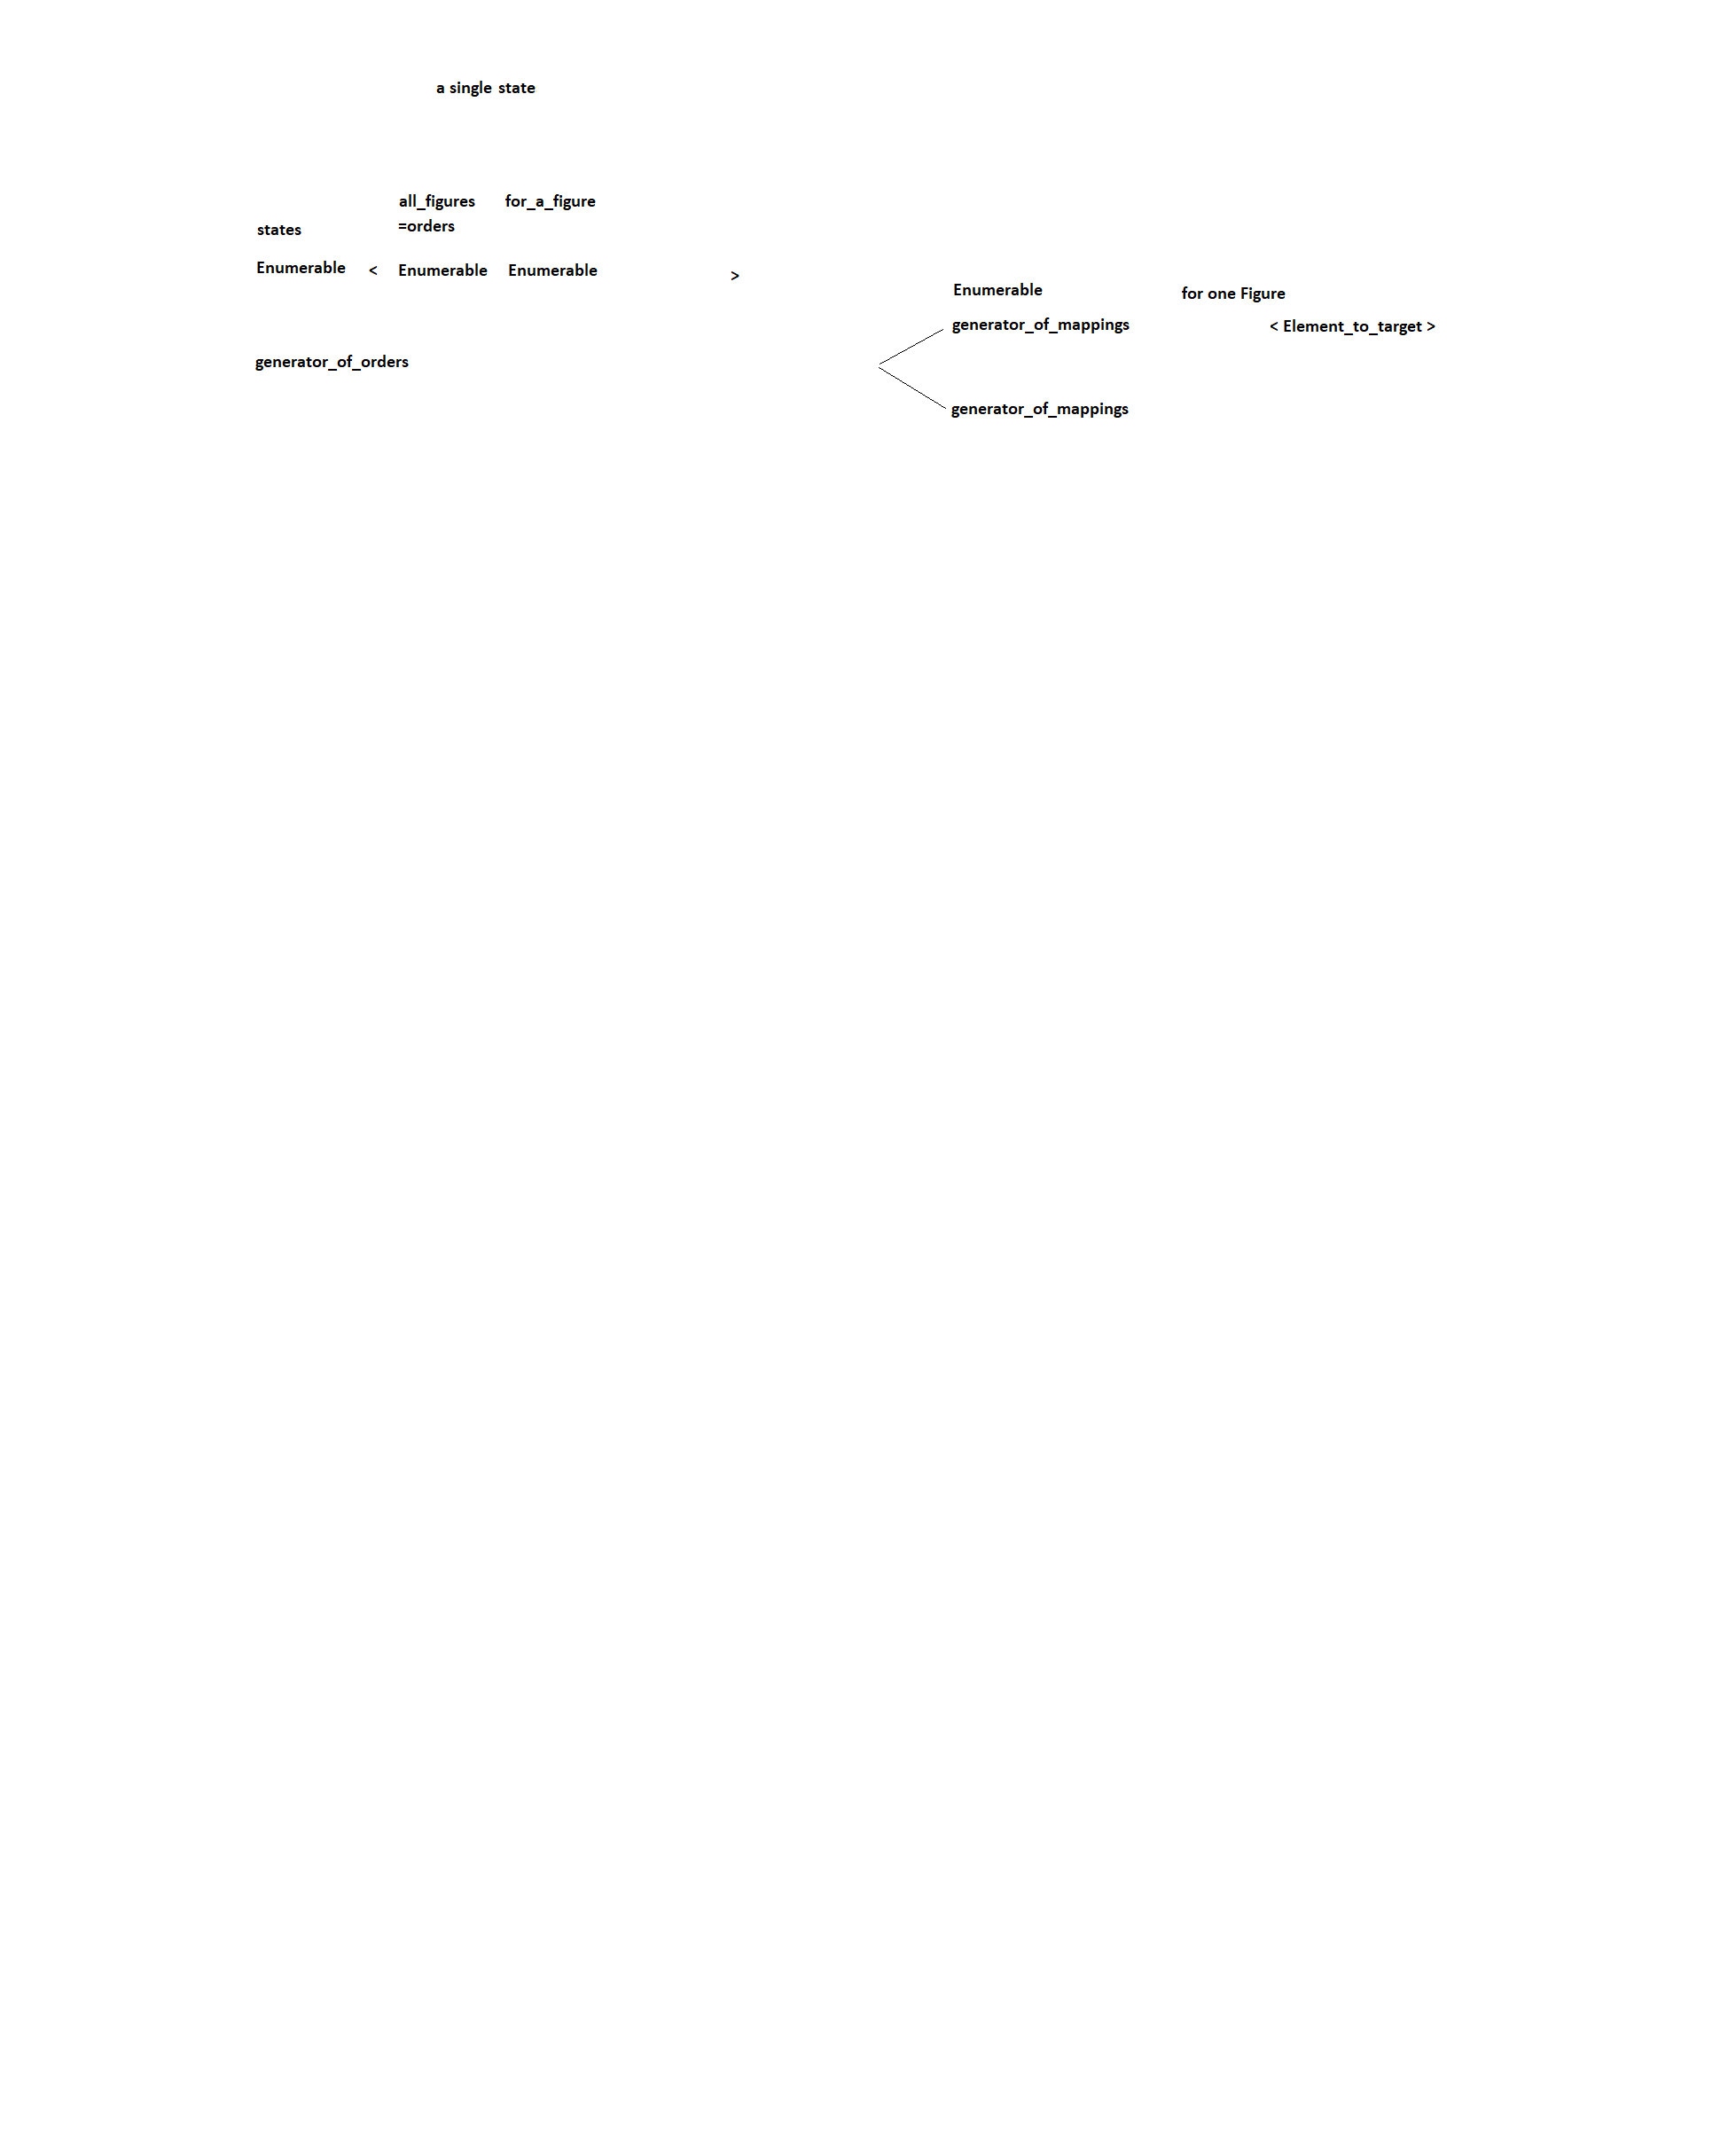 a single state
all_figures for_a_figure
states =orders
Enumerable < Enumerable Enumerable >
Enumerable for one Figure
generator_of_mappings < Element_to_target >
generator_of_orders
generator_of_mappings